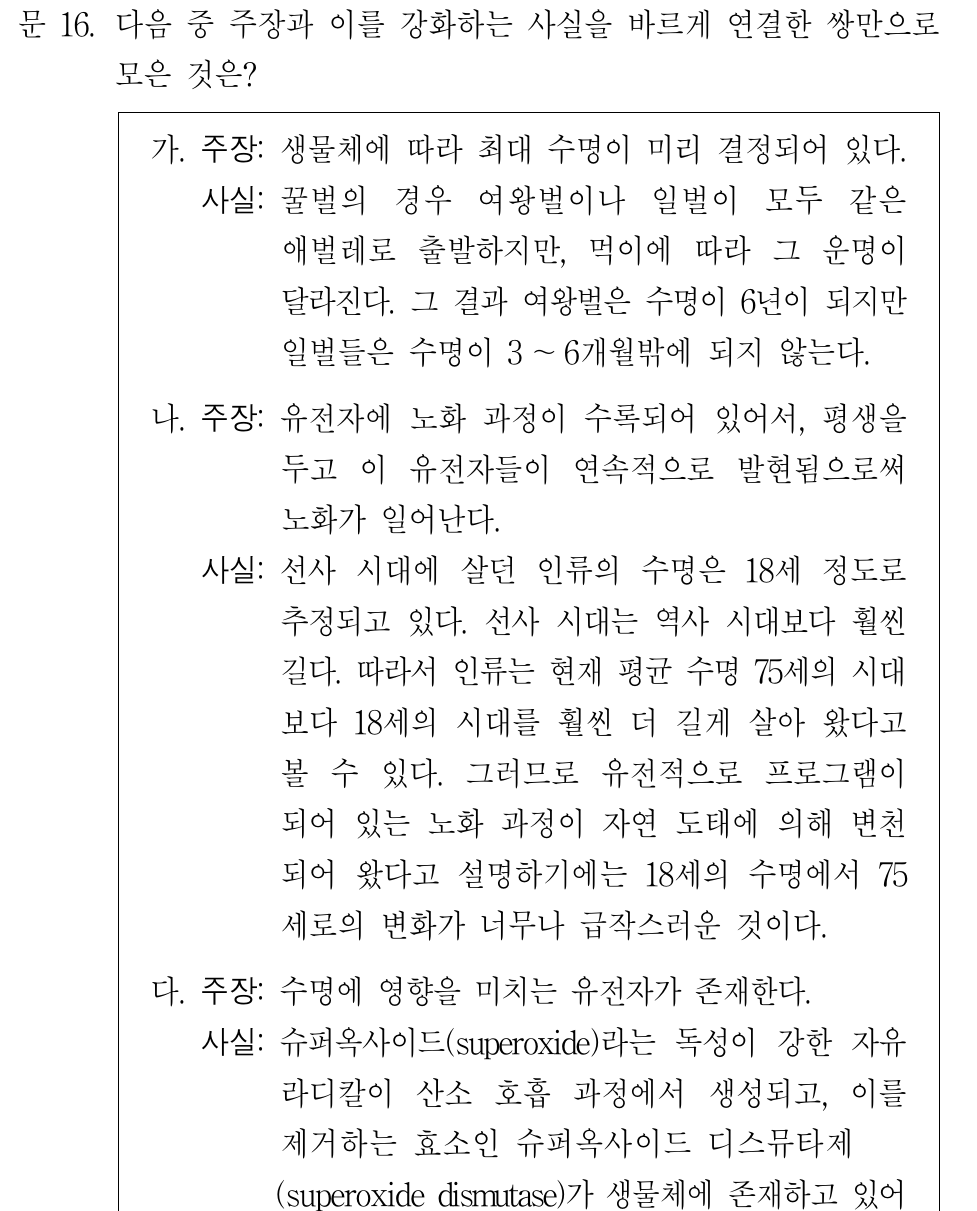 문 16. 다음 중 주장과 이를 강화하는 사실을 바르게 연결한 쌍만으로
모은 것은?
가. 주장: 생물체에 따라 최대 수명이 미리 결정되어 있다.
사실: 꿀벌의 경우 여왕벌이나 일벌이 모두 같은
애벌레로 출발하지만, 먹이에 따라 그 운명이
달라진다. 그 결과 여왕벌은 수명이 6년이 되지만
일벌들은 수명이 3 ~ 6개월밖에 되지 않는다.
나. 주장: 유전자에 노화 과정이 수록되어 있어서, 평생을
두고 이 유전자들이 연속적으로 발현됨으로써
노화가 일어난다.
사실: 선사 시대에 살던 인류의 수명은 18세 정도로
추정되고 있다. 선사 시대는 역사 시대보다 훨씬
길다. 따라서 인류는 현재 평균 수명 75세의 시대
보다 18세의 시대를 훨씬 더 길게 살아 왔다고
볼 수 있다. 그러므로 유전적으로 프로그램이
되어 있는 노화 과정이 자연 도태에 의해 변천
되어 왔다고 설명하기에는 18세의 수명에서 75
세로의 변화가 너무나 급작스러운 것이다.
다. 주장: 수명에 영향을 미치는 유전자가 존재한다.
사실: 슈퍼옥사이드(superoxide)라는 독성이 강한 자유
라디칼이 산소 호흡 과정에서 생성되고, 이를
제거하는 효소인 슈퍼옥사이드 디스뮤타제
(superoxide dismutase)가 생물체에 존재하고 있어